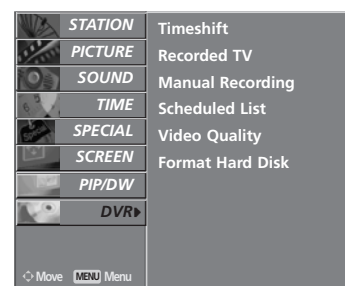 STATION
PICTURE
SOUND
TIME
SPECIAL
SCREEN
PIP/DW
DVR
Move MENU Menu
Timeshift
Recorded TV
Manual Recording
Scheduled List
Video Quality
Format Hard Disk